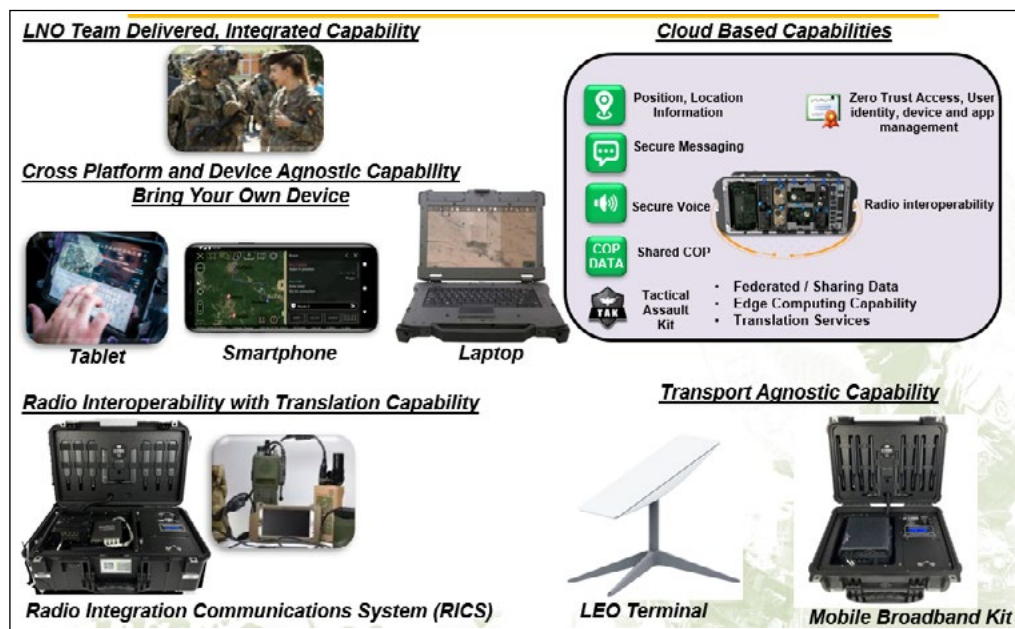 LNO Team Delivered, Integrated Capability
Cross Platform and Device Agnostic Capability
Bring Your Own Device
Tablet
Smartphone
Laptop
Radio Interoperability with Translation Capability
Radio Integration Communications System (RICS)
Cloud Based Capabilities
Position, Location
Information
Secure Messaging
Secure Voice
COP
DATA
Shared COP
TAK
Tactical
Assault
Kit
Zero Trust Access, User
identity, device and app
management
Radio interoperability
• Federated / Sharing Data
• Edge Computing Capability
• Translation Services
Transport Agnostic Capability
LEO Terminal
Mobile Broadband Kit